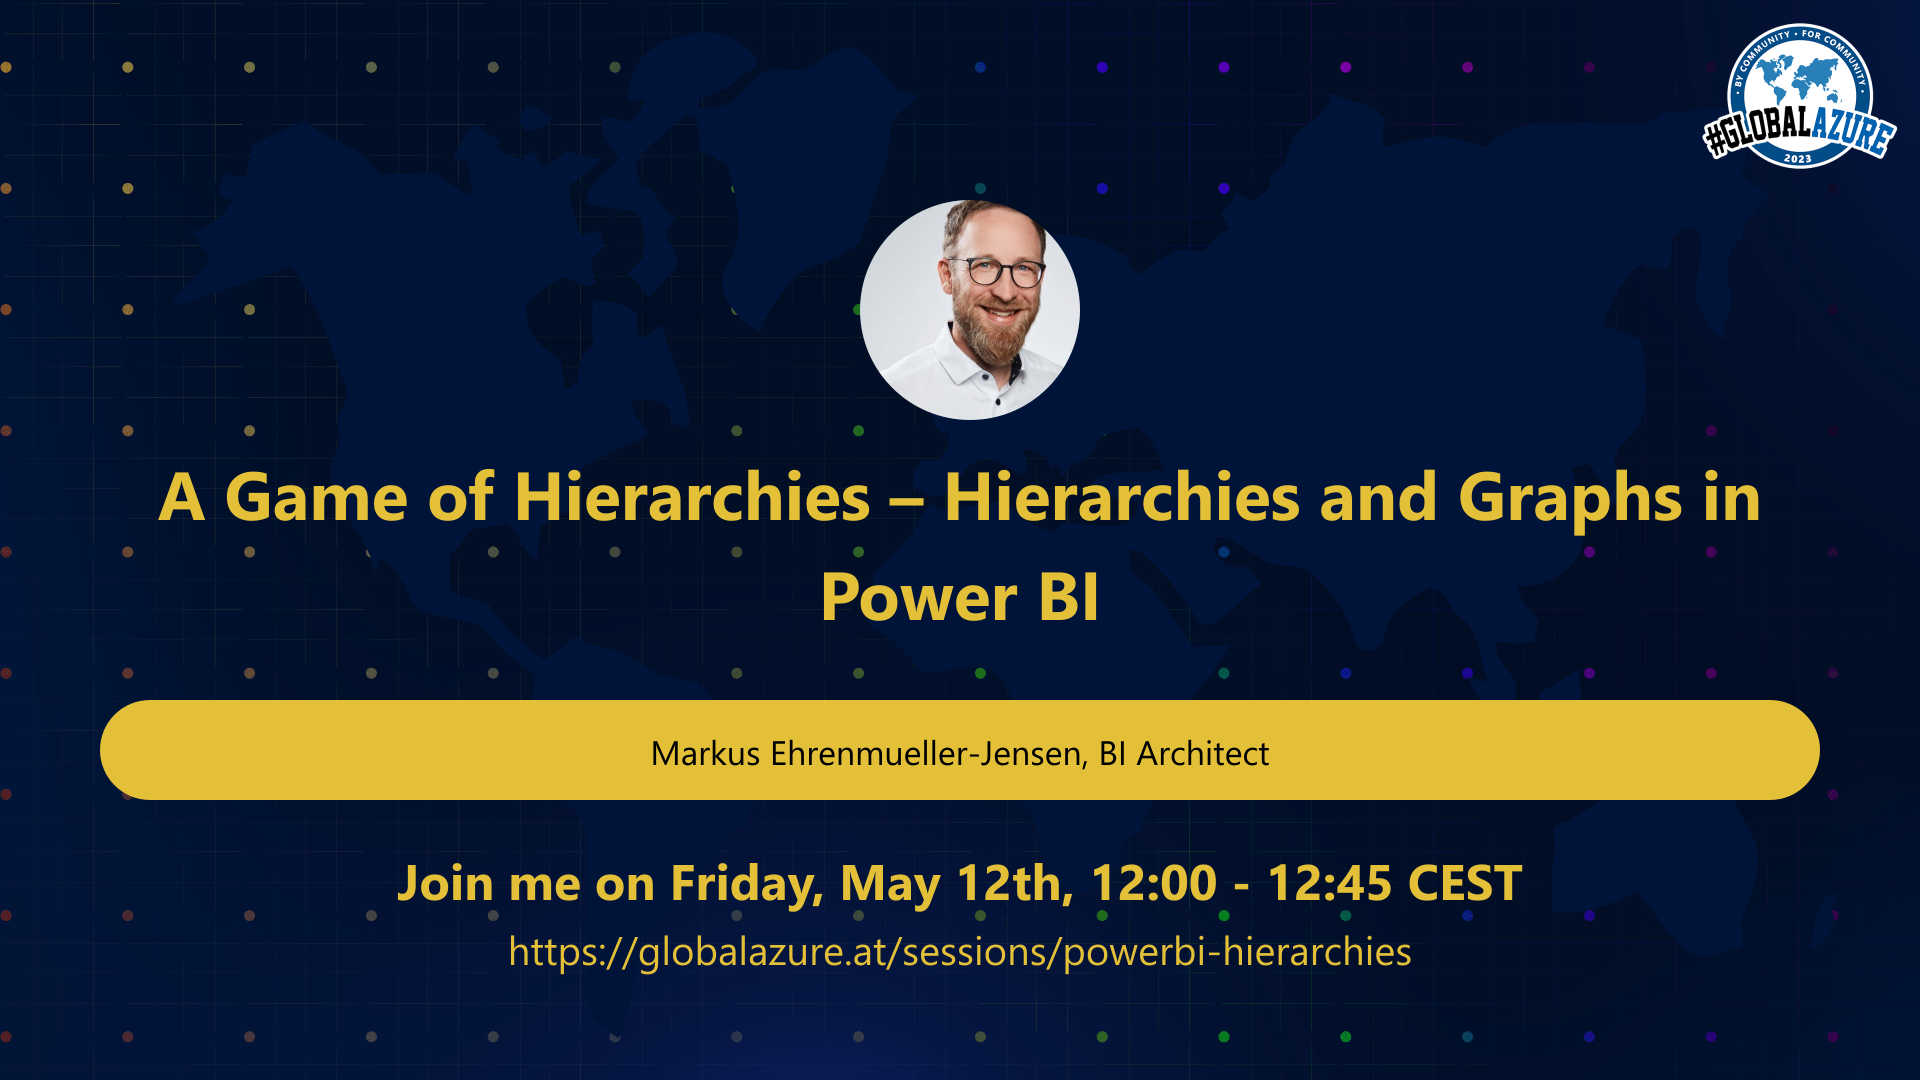 • BY COMMUNITY • FOR COMMUNITY •
#GLOBALAZURE
2023
A Game of Hierarchies – Hierarchies and Graphs in
Power BI
Markus Ehrenmueller-Jensen, BI Architect
Join me on Friday, May 12th, 12:00 - 12:45 CEST
https://globalazure.at/sessions/powerbi-hierarchies